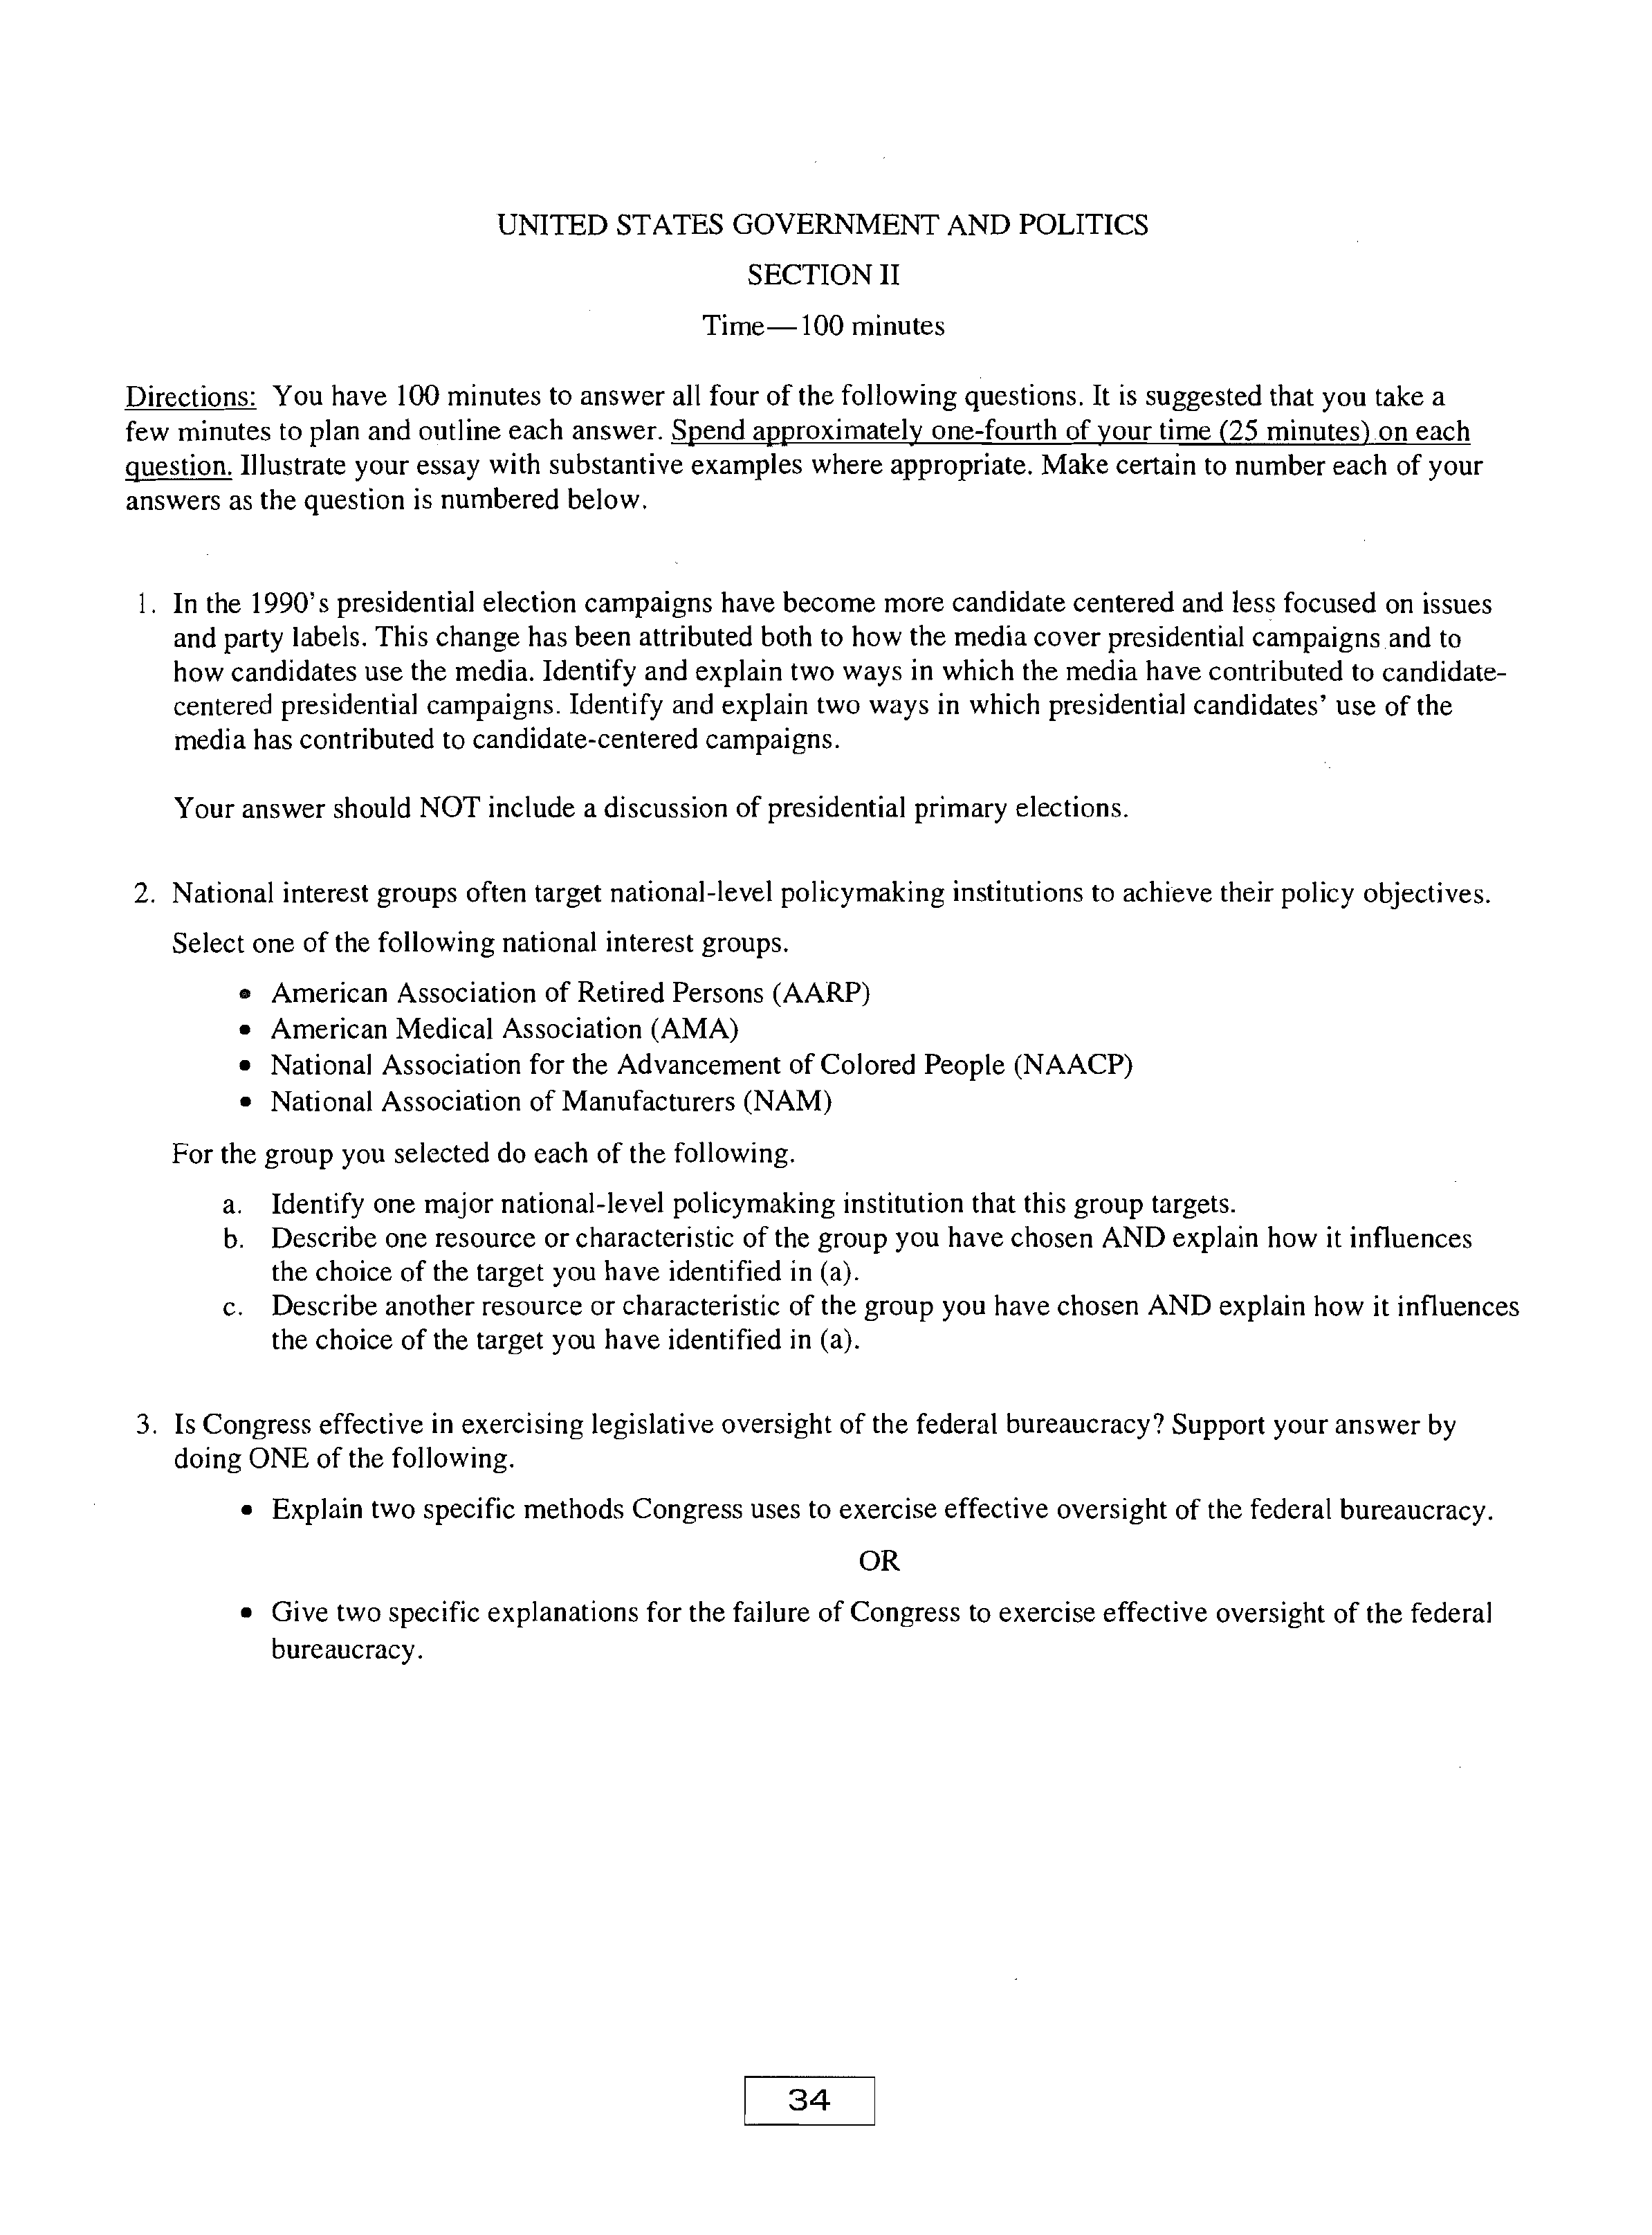 UNITED STATES GOVERNMENT AND POLITICS
SECTION II
Time—100 minutes
Directions: You have 100 minutes to answer all four of the following questions. It is suggested that you take a
few minutes to plan and outline each answer. Spend approximately one-fourth of your time (25 minutes) on each
question. Illustrate your essay with substantive examples where appropriate. Make certain to number each of your
answers as the question is numbered below.
1. In the 1990's presidential election campaigns have become more candidate centered and less focused on issues
and party labels. This change has been attributed both to how the media cover presidential campaigns and to
how candidates use the media. Identify and explain two ways in which the media have contributed to candidate-
centered presidential campaigns. Identify and explain two ways in which presidential candidates' use of the
media has contributed to candidate-centered campaigns.
Your answer should NOT include a discussion of presidential primary elections.
2. National interest groups often target national-level policymaking institutions to achieve their policy objectives.
Select one of the following national interest groups.
• American Association of Retired Persons (AARP)
• American Medical Association (AMA)
• National Association for the Advancement of Colored People (NAACP)
• National Association of Manufacturers (NAM)
For the group you selected do each of the following.
a. Identify one major national-level policymaking institution that this group targets.
b. Describe one resource or characteristic of the group you have chosen AND explain how it influences
the choice of the target you have identified in (a).
c. Describe another resource or characteristic of the group you have chosen AND explain how it influences
the choice of the target you have identified in (a).
3. Is Congress effective in exercising legislative oversight of the federal bureaucracy? Support your answer by
doing ONE of the following.
• Explain two specific methods Congress uses to exercise effective oversight of the federal bureaucracy.
OR
• Give two specific explanations for the failure of Congress to exercise effective oversight of the federal
bureaucracy.
34